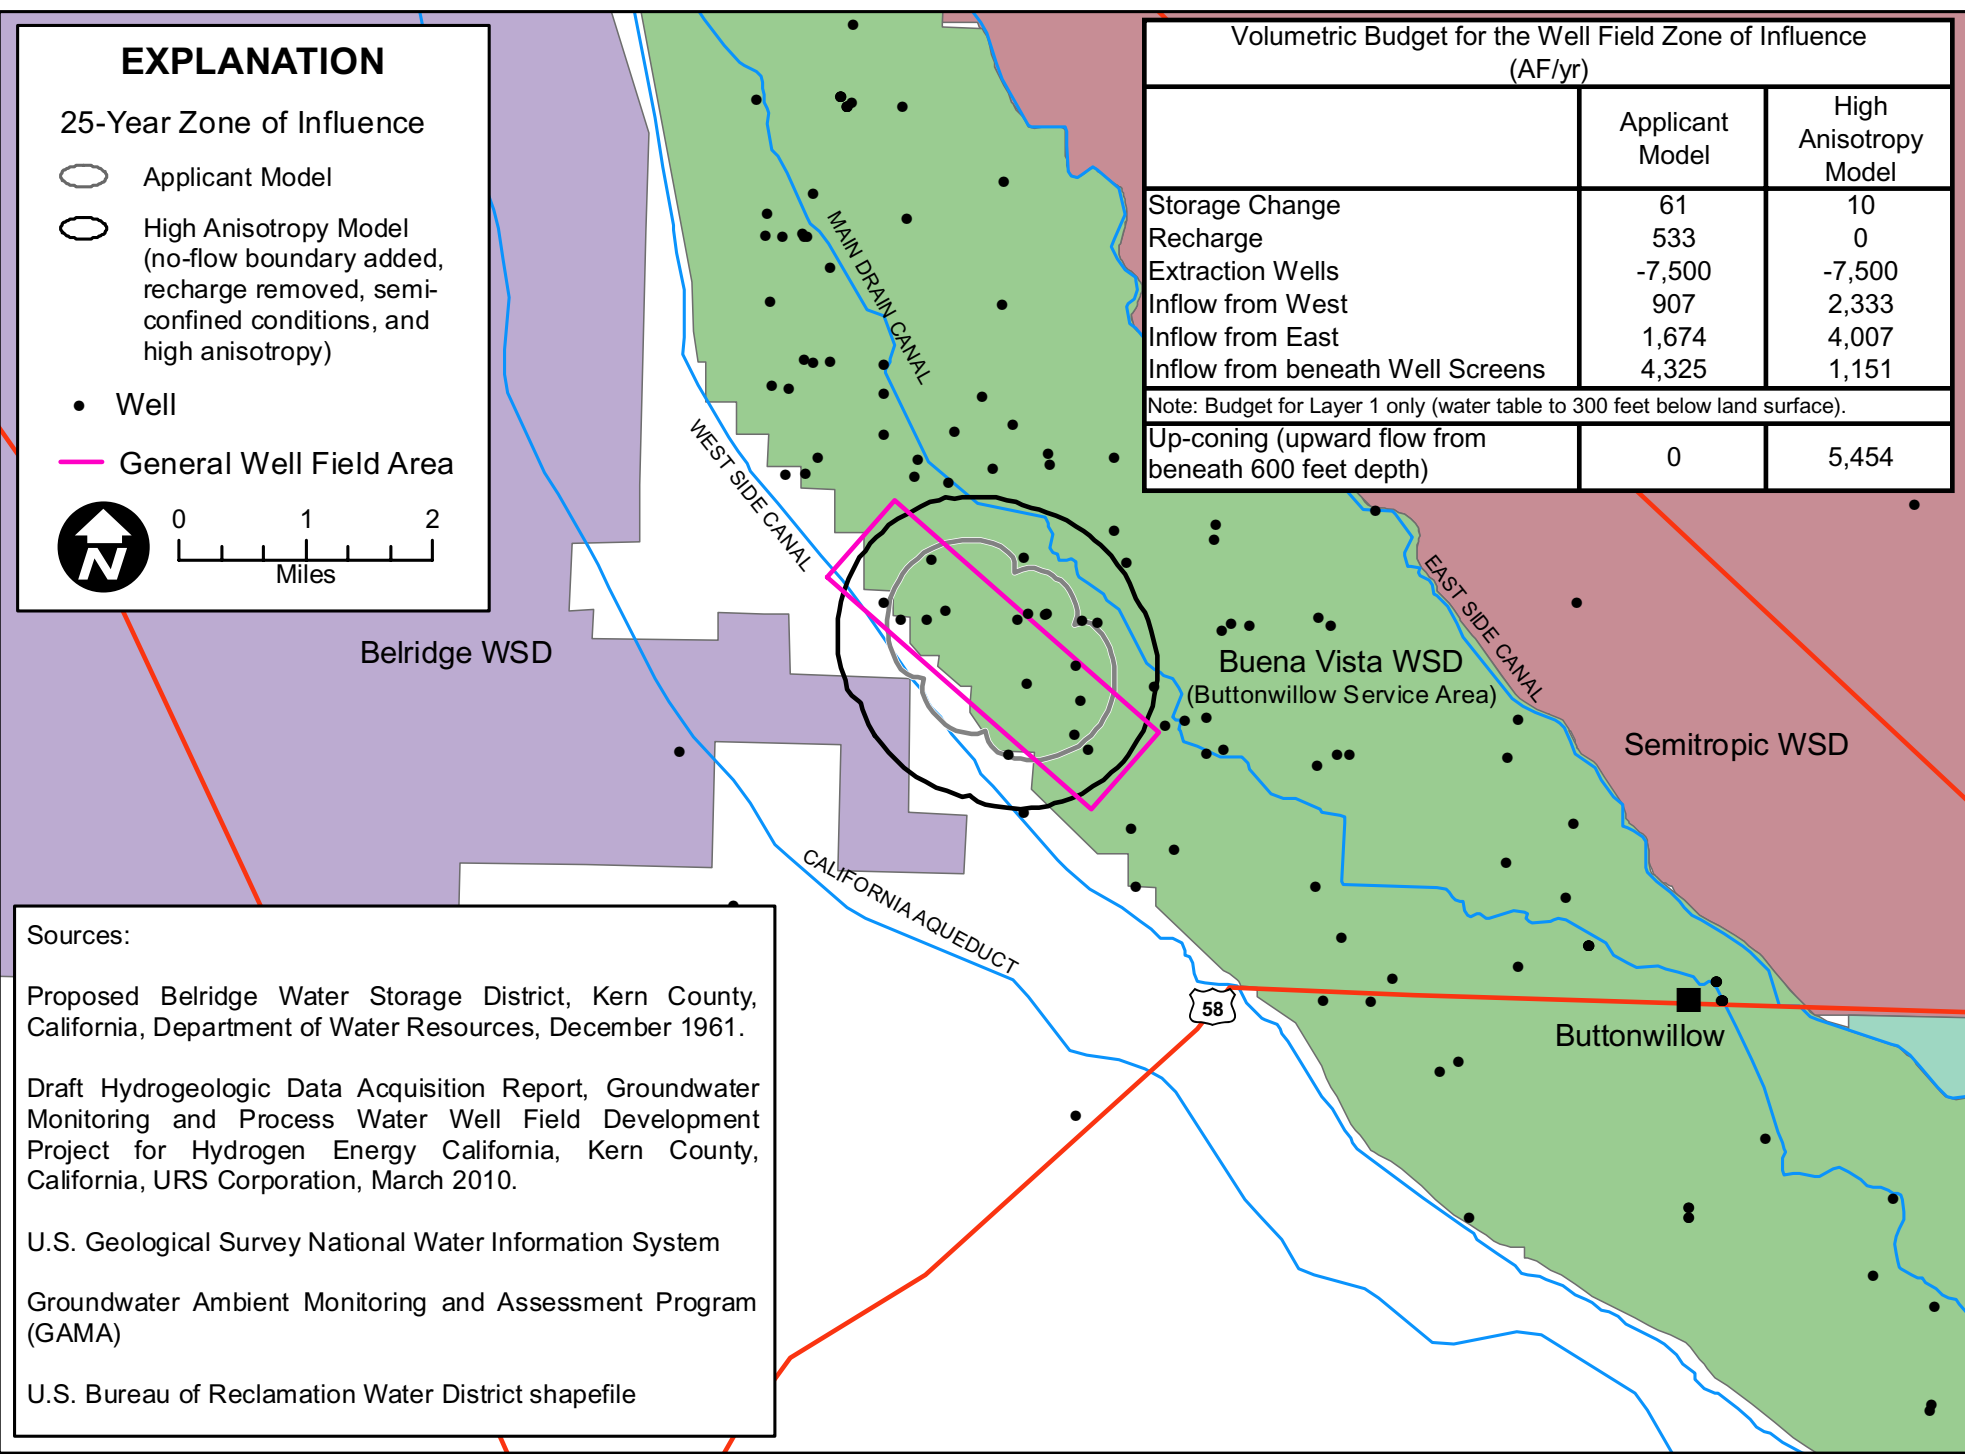 EXPLANATION
25-Year Zone of Influence
Applicant Model
High Anisotropy Model
(no-flow boundary added,
recharge removed, semi-
confined conditions, and
high anisotropy)
Well
General Well Field Area
N
0 1 2
Miles
Volumetric Budget for the Well Field Zone of Influence
(AF/yr)
Applicant
Model
High
Anisotropy
Model
Storage Change 61 10
Recharge 533 0
Extraction Wells -7,500 -7,500
Inflow from West 907 2,333
Inflow from East 1,674 4,007
Inflow from beneath Well Screens 4,325 1,151
Note: Budget for Layer 1 only (water table to 300 feet below land surface).
Up-coning (upward flow from
beneath 600 feet depth) 0 5,454
MAIN DRAIN CANAL
WEST SIDE CANAL
EAST SIDE CANAL
Belridge WSD
Buena Vista WSD
(Buttonwillow Service Area)
Semitropic WSD
CALIFORNIA AQUEDUCT
58
Buttonwillow
Sources:
Proposed Belridge Water Storage District, Kern County,
California, Department of Water Resources, December 1961.
Draft Hydrogeologic Data Acquisition Report, Groundwater
Monitoring and Process Water Well Field Development
Project for Hydrogen Energy California, Kern County,
California, URS Corporation, March 2010.
U.S. Geological Survey National Water Information System
Groundwater Ambient Monitoring and Assessment Program
(GAMA)
U.S. Bureau of Reclamation Water District shapefile